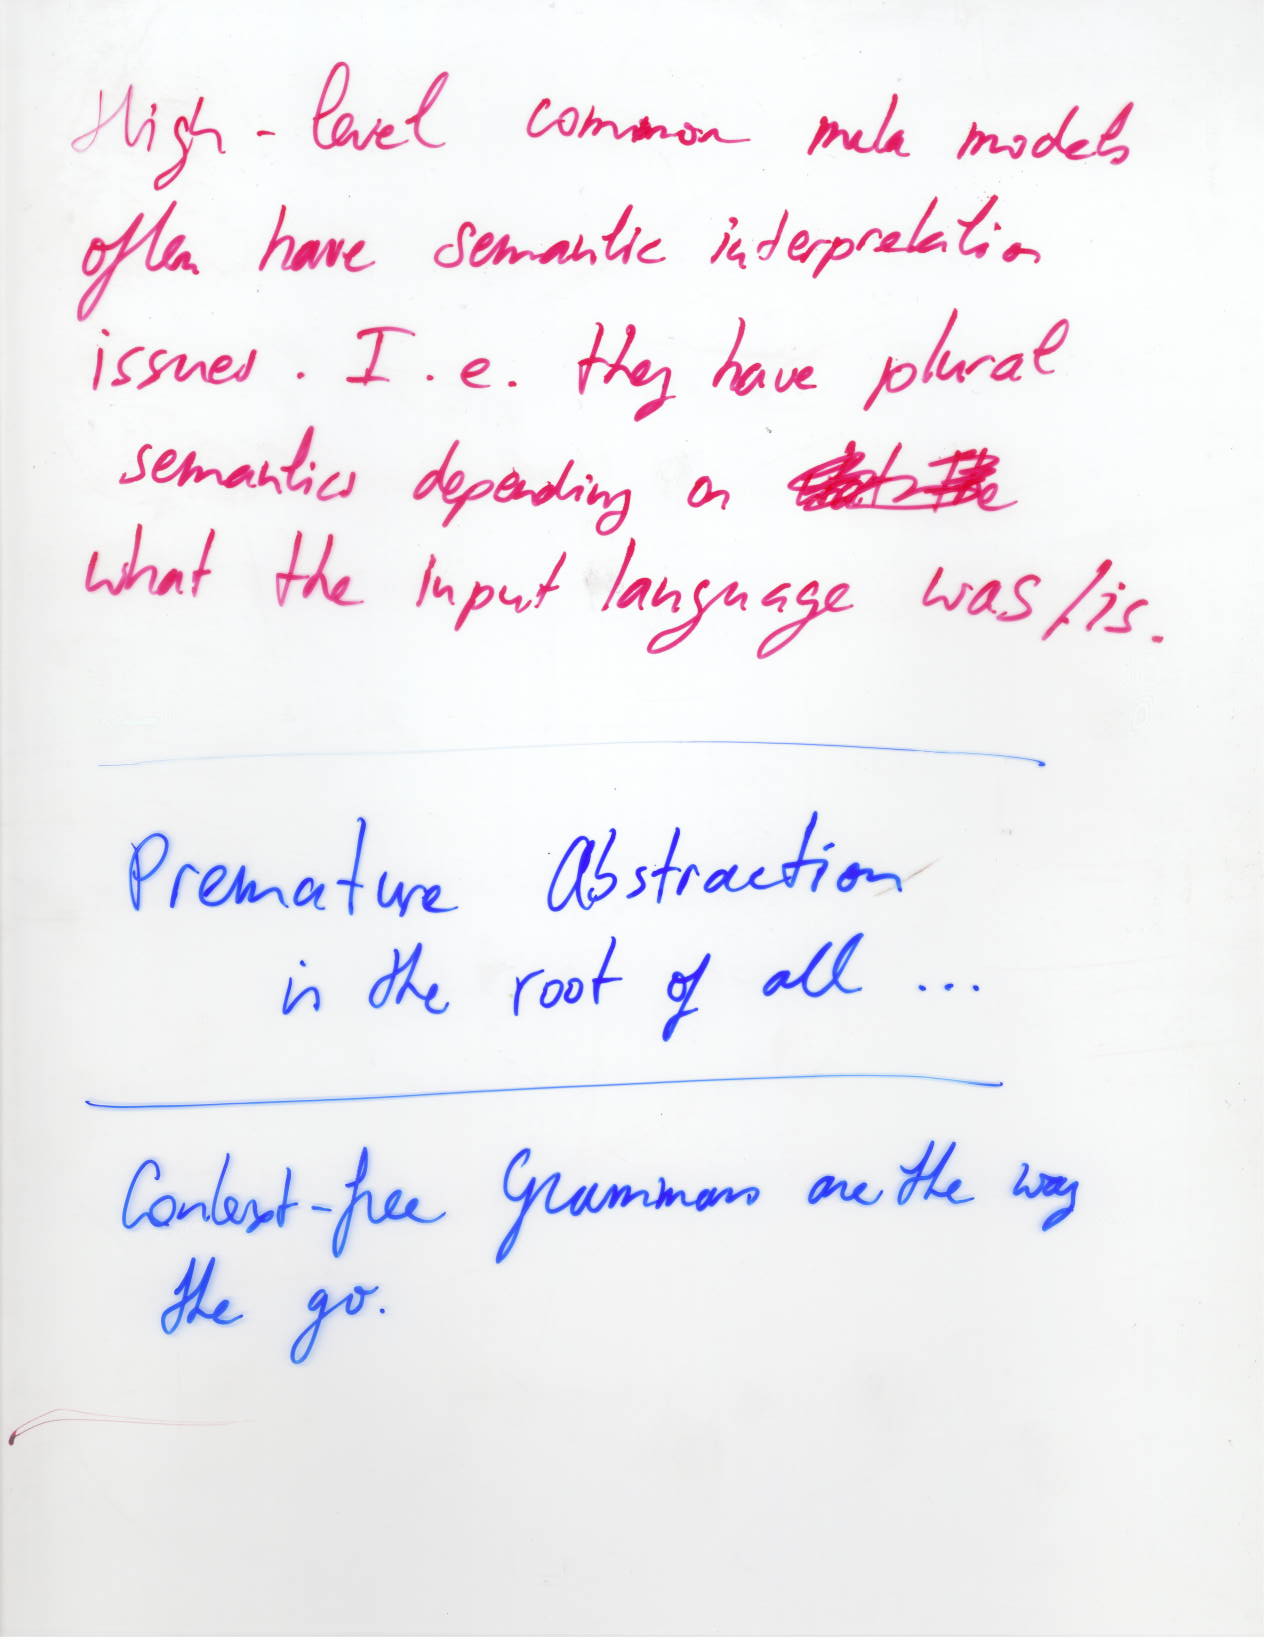 High-level common meta models
often have semantic interpretation
issues. I.e. they have plural
semantics depending on
what the input language was/is.
Premature Abstraction
is the root of all ...
Context-free Grammars are the way
the go.